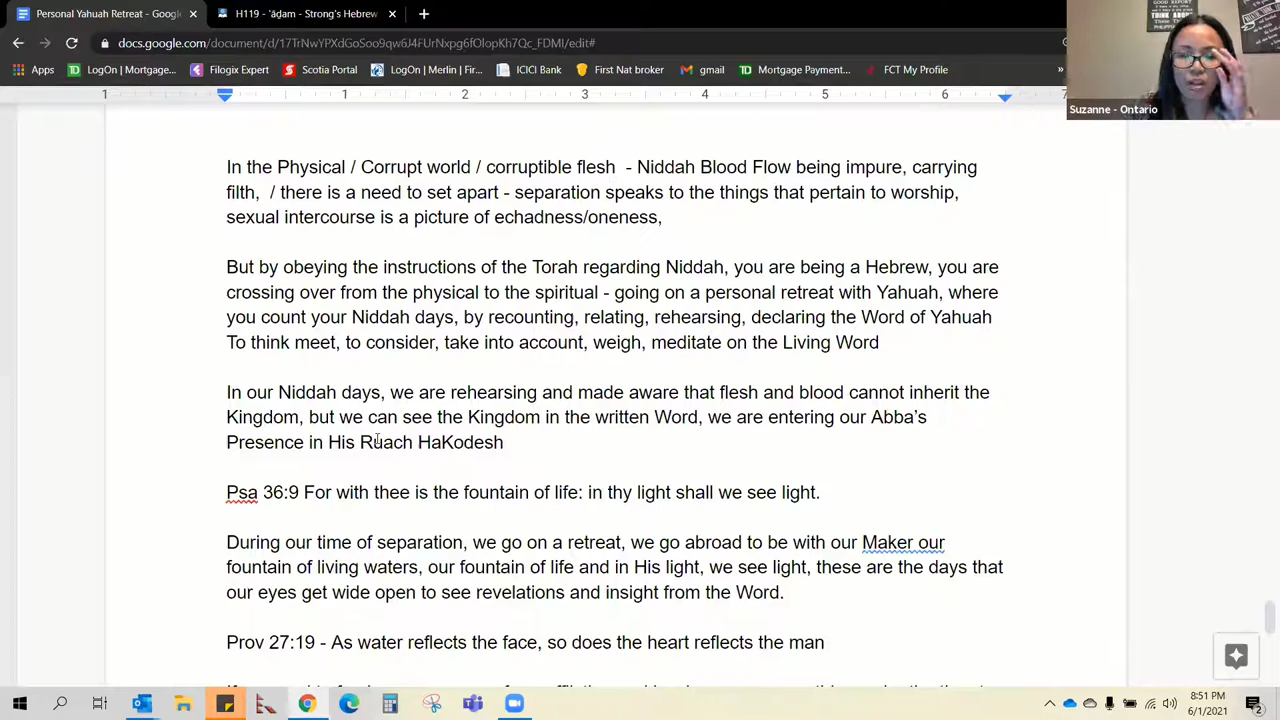 Personal Yahuah Retreat - Google
H119 - 'āḏam - Strong's Hebrew
docs.google.com/document/d/17TrNwYPXdGoSoo9qw6J4FUrNxpg6fOlopKh7Qc_FDMI/edit#
Apps LogOn | Mortgage... Filogix Expert Scotia Portal LogOn | Merlin | Fir... ICICI Bank First Nat broker gmail Mortgage Payment... FCT My Profile »
THINK ABOUT
Suzanne - Ontario
1 1 2 3 4 5 6
In the Physical / Corrupt world / corruptible flesh - Niddah Blood Flow being impure, carrying
filth, / there is a need to set apart - separation speaks to the things that pertain to worship,
sexual intercourse is a picture of echadness/oneness,
But by obeying the instructions of the Torah regarding Niddah, you are being a Hebrew, you are
crossing over from the physical to the spiritual - going on a personal retreat with Yahuah, where
you count your Niddah days, by recounting, relating, rehearsing, declaring the Word of Yahuah
To think meet, to consider, take into account, weigh, meditate on the Living Word
In our Niddah days, we are rehearsing and made aware that flesh and blood cannot inherit the
Kingdom, but we can see the Kingdom in the written Word, we are entering our Abba's
Presence in His Ruach HaKodesh
Psa 36:9 For with thee is the fountain of life: in thy light shall we see light.
During our time of separation, we go on a retreat, we go abroad to be with our Maker our
fountain of living waters, our fountain of life and in His light, we see light, these are the days that
our eyes get wide open to see revelations and insight from the Word.
Prov 27:19 - As water reflects the face, so does the heart reflects the man
8:51 PM
6/1/2021
2